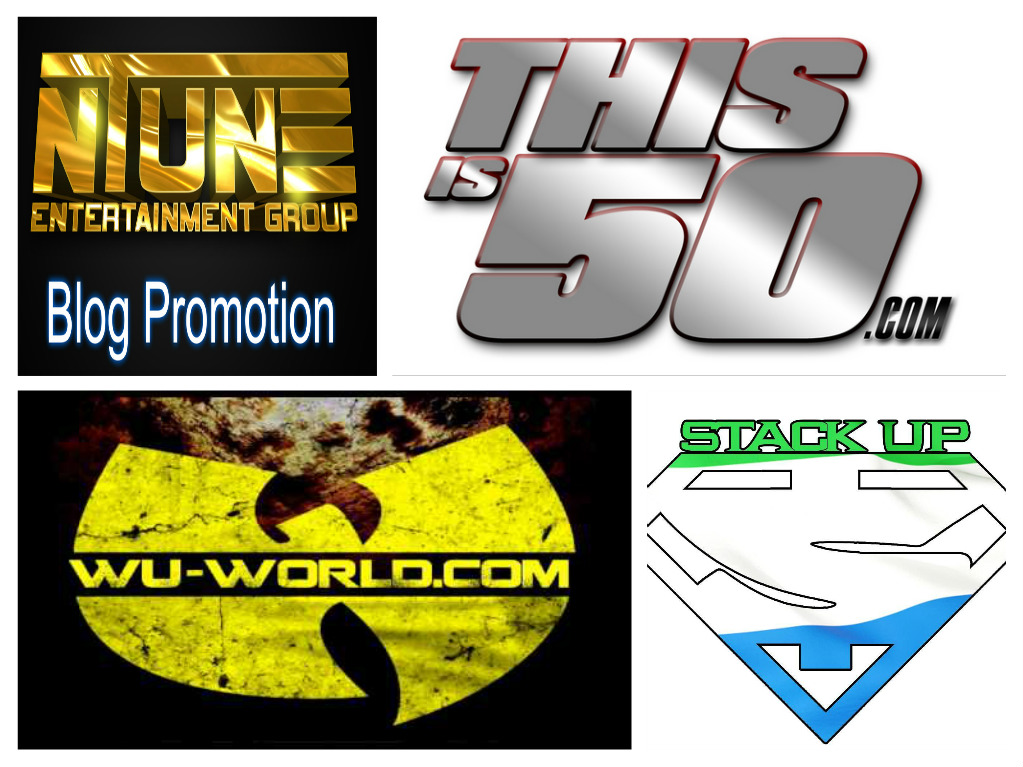 NTUNE
ENTERTAINMENT GROUP
Blog Promotion
THIS
IS 50
.COM
WU-WORLD.COM
STACK UP